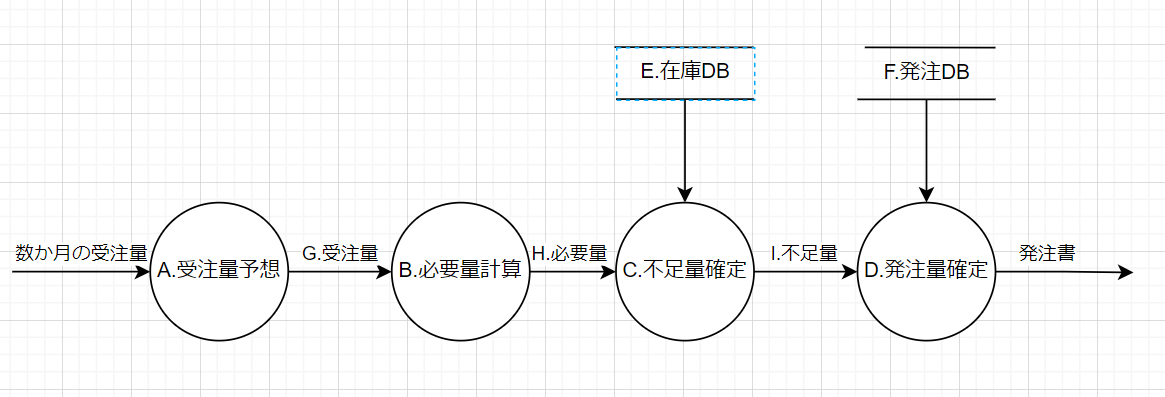 E.在庫DB
F.発注DB
数か月の受注量
A.受注量予想
G.受注量
B.必要量計算
H.必要量
C.不足量確定
I.不足量
D.発注量確定
発注書